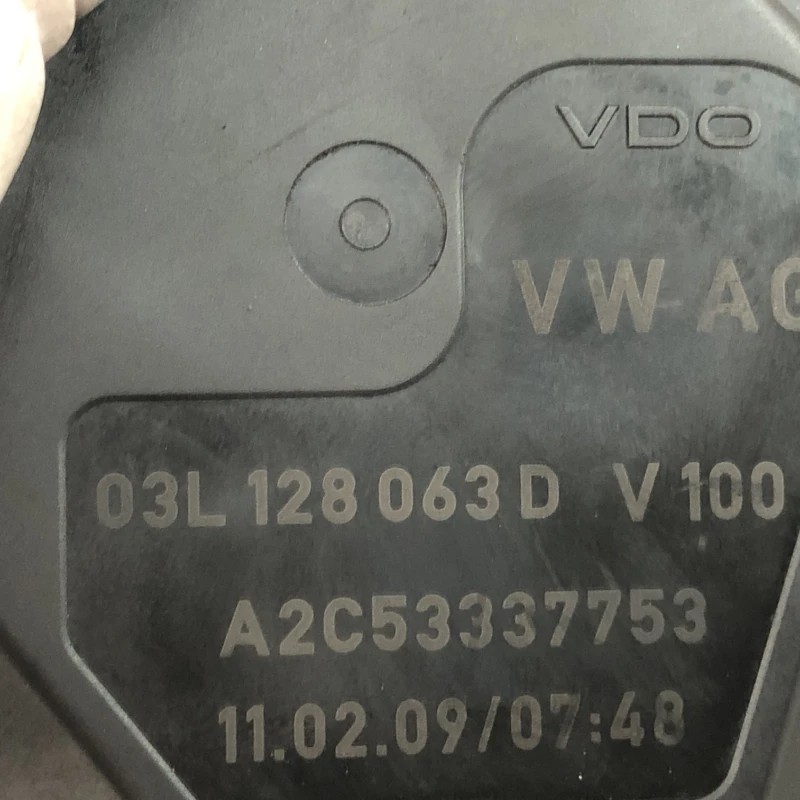 VDO
VW AG
03L 128 063 D V 100
A2C53337753
11.02.09/07:48